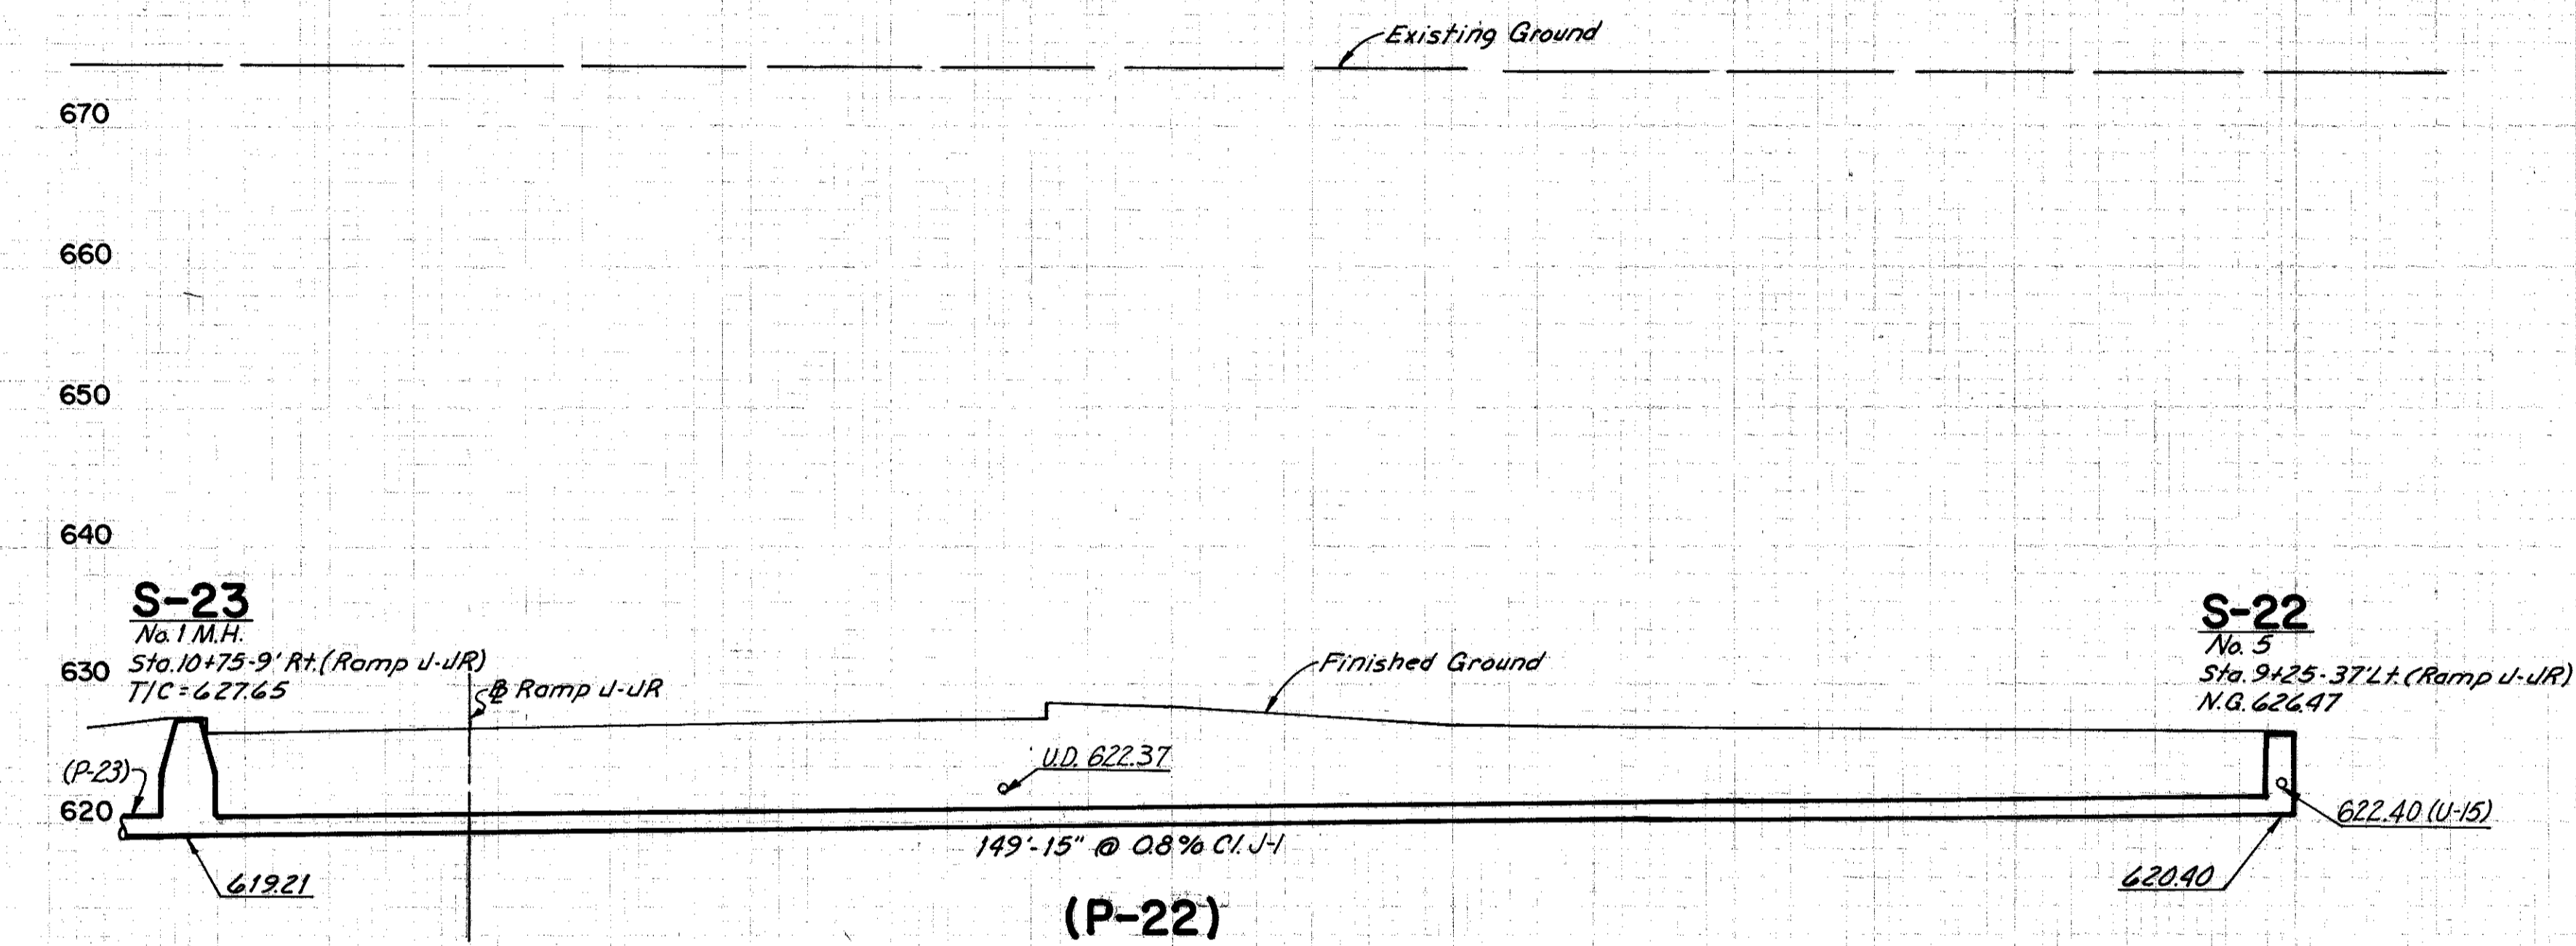 Existing Ground
670
660
650
640
S-23
No. 1 M.H.
Sta. 10+75-9' Rt. (Ramp J-JR)
T/C = 627.65
630
Ramp J-JR
Finished Ground
S-22
No. 5
Sta. 9+25-37' Lt. (Ramp J-JR)
N.G. 626.47
(P-23)
U.D. 622.37
620
622.40 (U-15)
149'-15" @ 0.8% Cl. J-1
619.21
620.40
(P-22)